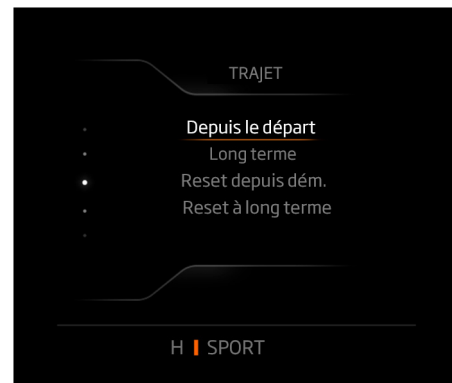 TRAJET
Depuis le départ
Long terme
Reset depuis dém.
Reset à long terme
H SPORT